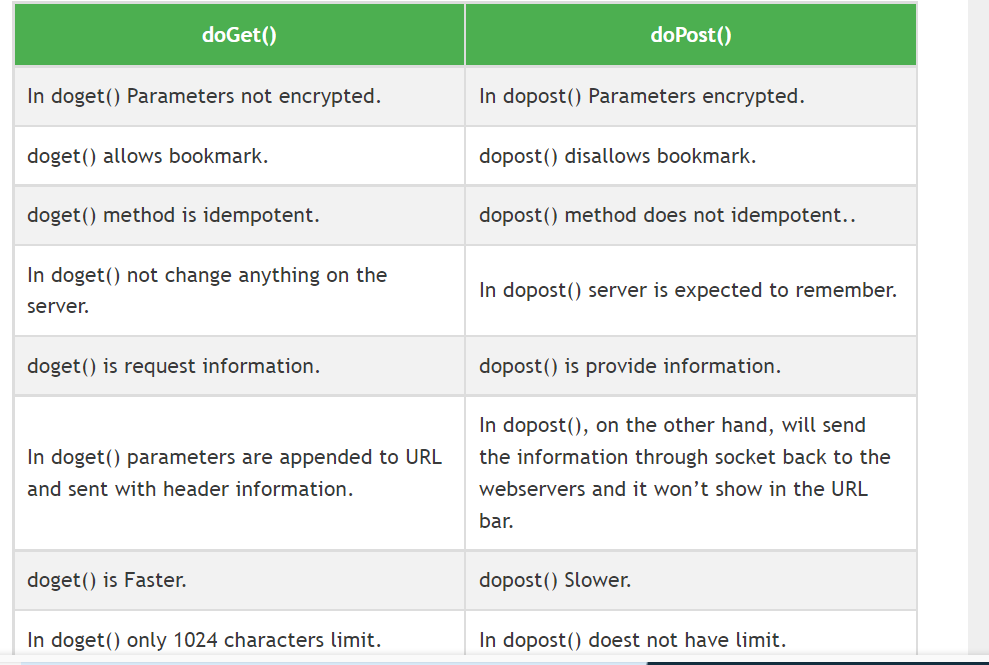 doGet()
doPost()
In doget() Parameters not encrypted.
In dopost() Parameters encrypted.
doget() allows bookmark.
dopost() disallows bookmark.
doget() method is idempotent.
dopost() method does not idempotent..
In doget() not change anything on the
server.
In dopost() server is expected to remember.
doget() is request information.
dopost() is provide information.
In doget() parameters are appended to URL
and sent with header information.
In dopost(), on the other hand, will send
the information through socket back to the
webservers and it won’t show in the URL
bar.
doget() is Faster.
dopost() Slower.
In doget() only 1024 characters limit.
In dopost() doest not have limit.